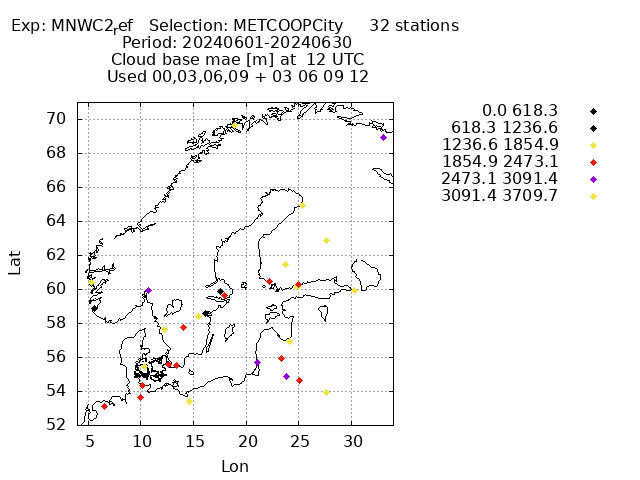 Exp: MNWC2ref   Selection: METCOOPCity     32 stations
Period: 20240601-20240630
Cloud base mae [m] at  12 UTC
Used 00,03,06,09 + 03 06 09 12
0.0 618.3
618.3 1236.6
1236.6 1854.9
1854.9 2473.1
2473.1 3091.4
3091.4 3709.7
70
68
66
64
62
60
58
56
54
52
Lat
5 10 15 20 25 30
Lon